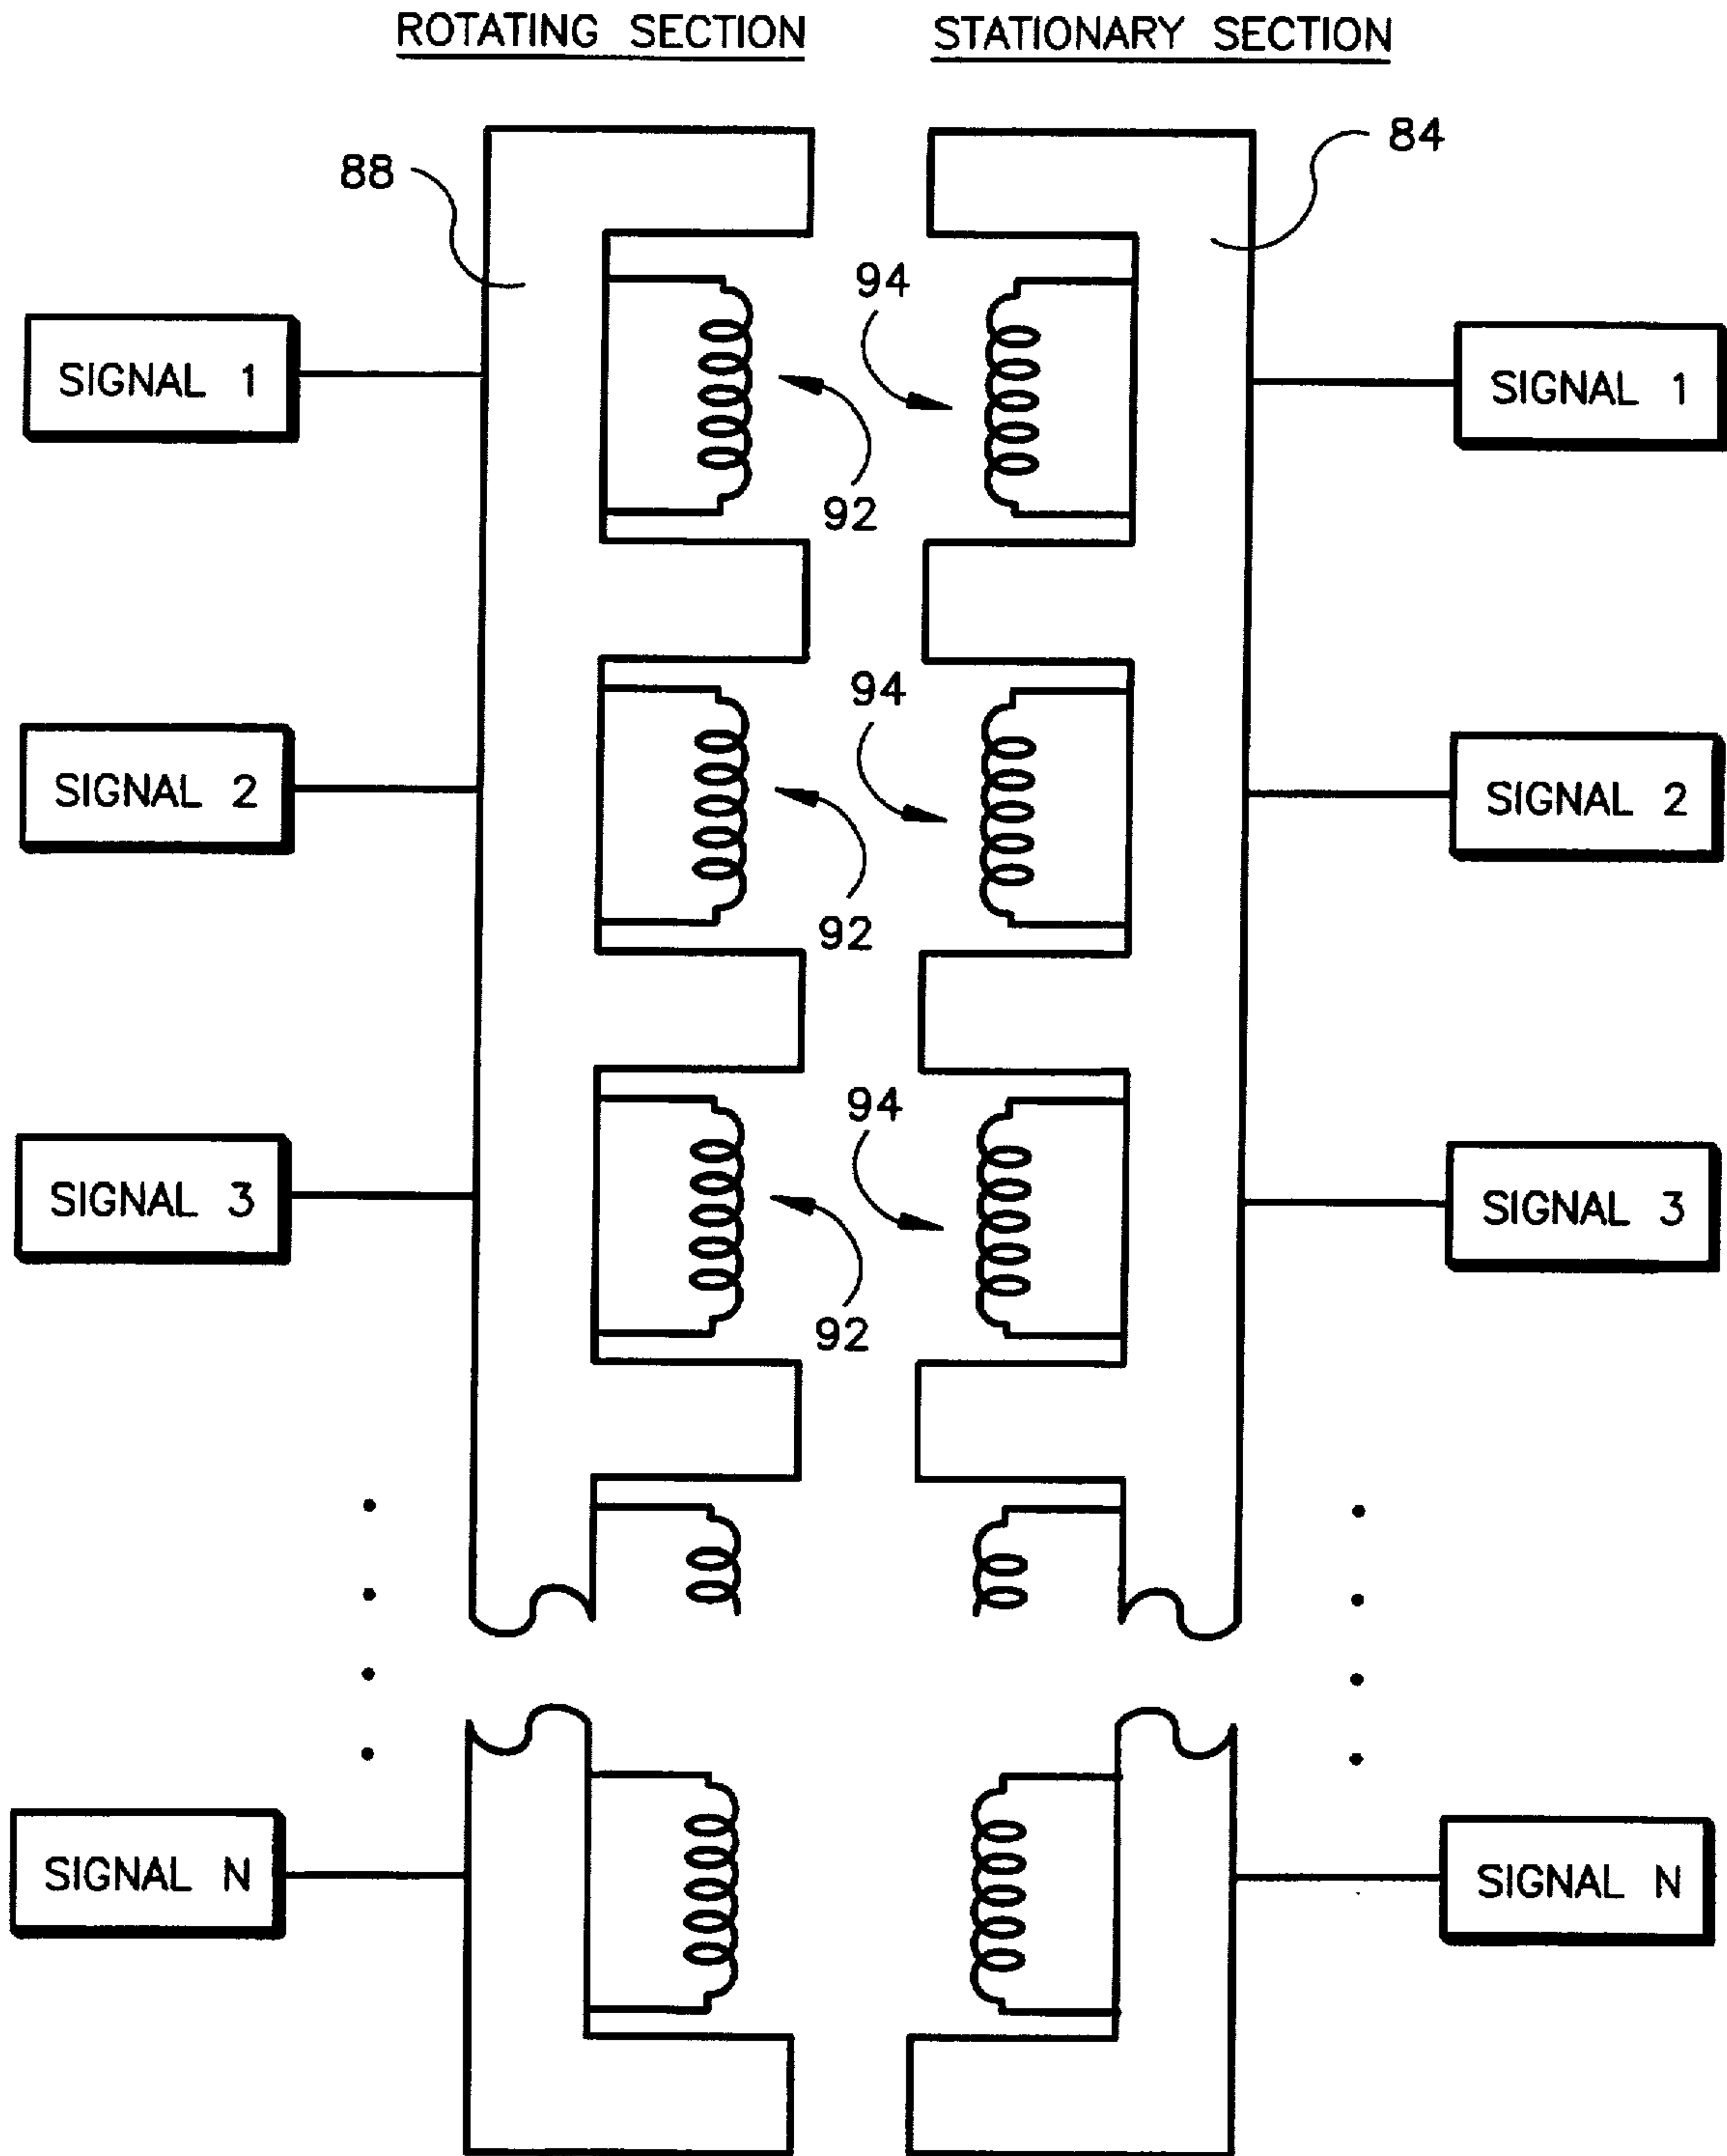 ROTATING SECTION
STATIONARY SECTION
88
84
94
SIGNAL 1
SIGNAL 1
92
94
SIGNAL 2
SIGNAL 2
92
94
SIGNAL 3
SIGNAL 3
92
SIGNAL N
SIGNAL N